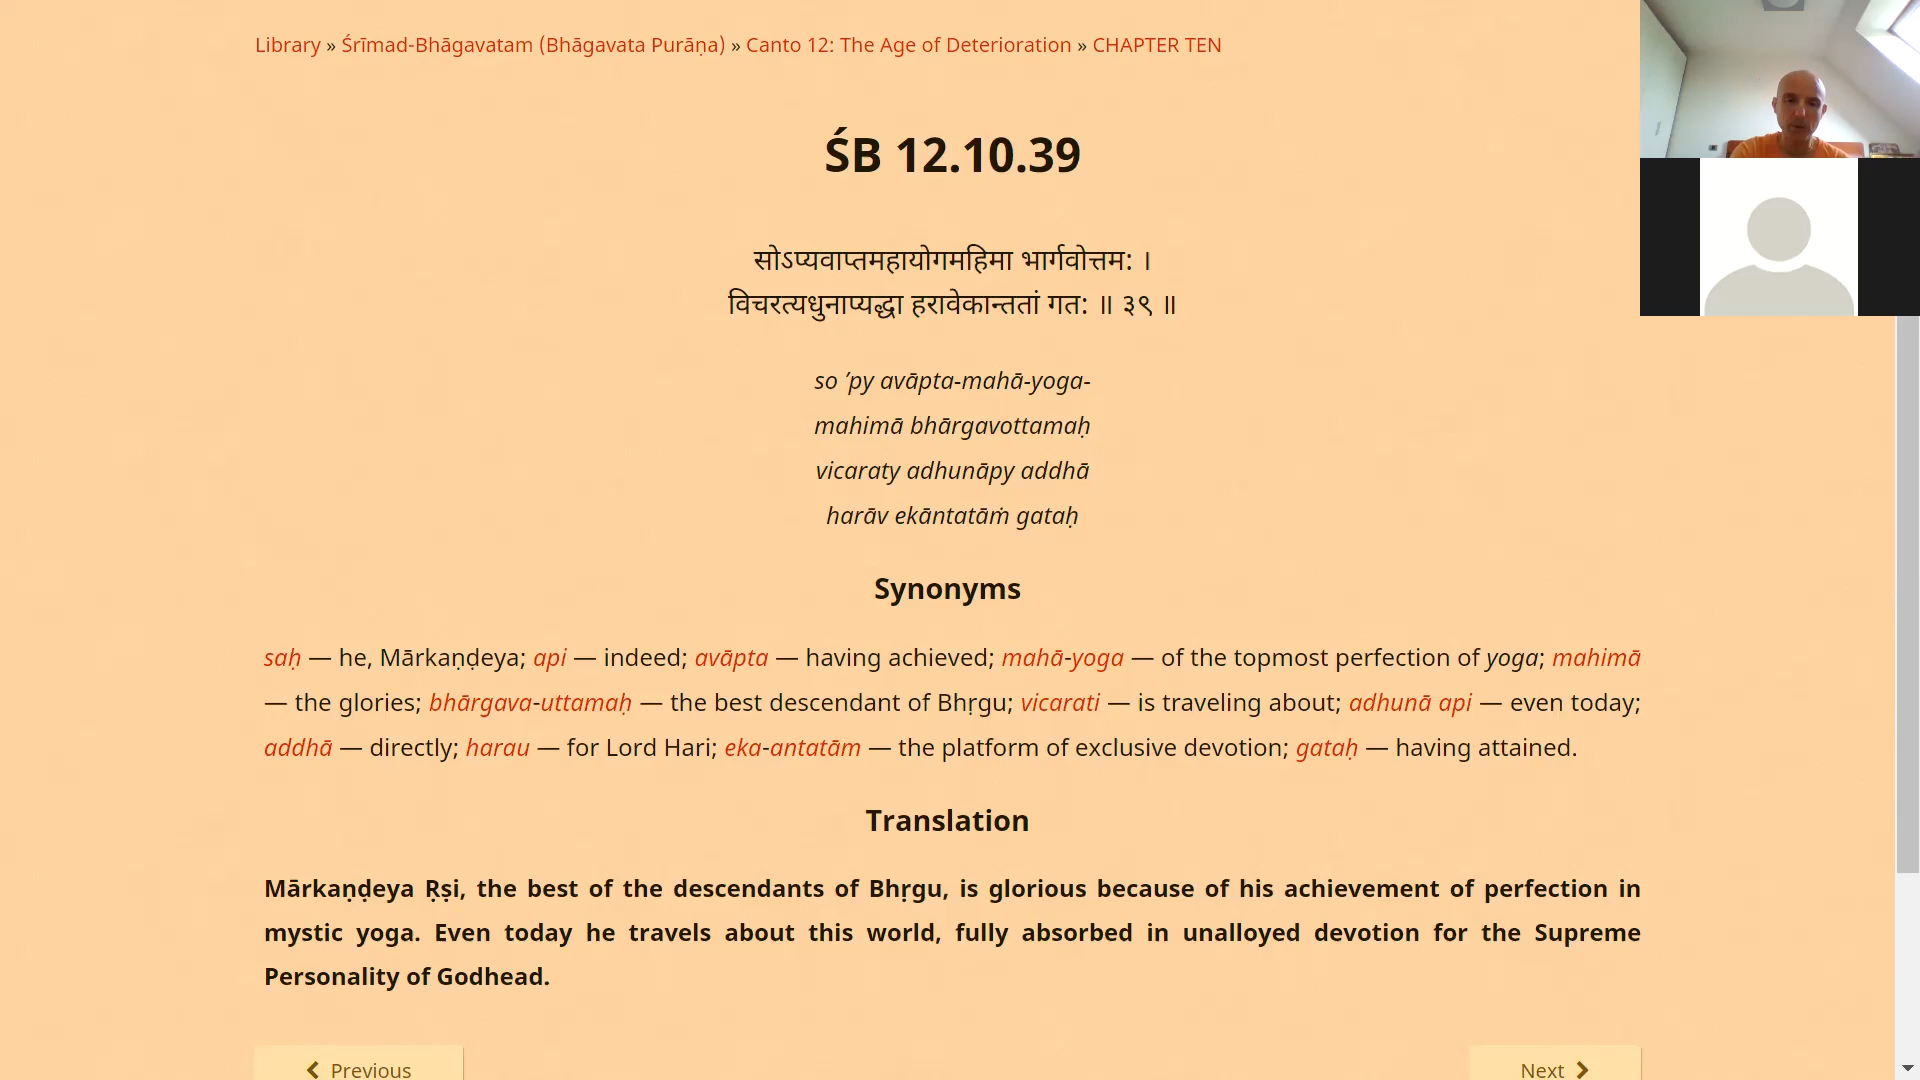 Library » Śrīmad-Bhāgavatam (Bhāgavata Purāṇa) » Canto 12: The Age of Deterioration » CHAPTER TEN
ŚB 12.10.39
सोऽप्यवाप्तमहायोगमहिमा भार्गवोत्तम: ।
विचरत्यधुनाप्यद्धा हरावेकान्ततां गत: ॥ ३९ ॥
so ’py avāpta-mahā-yoga-
mahimā bhārgavottamaḥ
vicaraty adhunāpy addhā
harāv ekāntatāṁ gataḥ
Synonyms
saḥ — he, Mārkaṇḍeya; api — indeed; avāpta — having achieved; mahā-yoga — of the topmost perfection of yoga; mahimā
— the glories; bhārgava-uttamaḥ — the best descendant of Bhṛgu; vicarati — is traveling about; adhunā api — even today;
addhā — directly; harau — for Lord Hari; eka-antatām — the platform of exclusive devotion; gataḥ — having attained.
Translation
Mārkaṇḍeya Ṛṣi, the best of the descendants of Bhṛgu, is glorious because of his achievement of perfection in
mystic yoga. Even today he travels about this world, fully absorbed in unalloyed devotion for the Supreme
Personality of Godhead.
Previous
Next